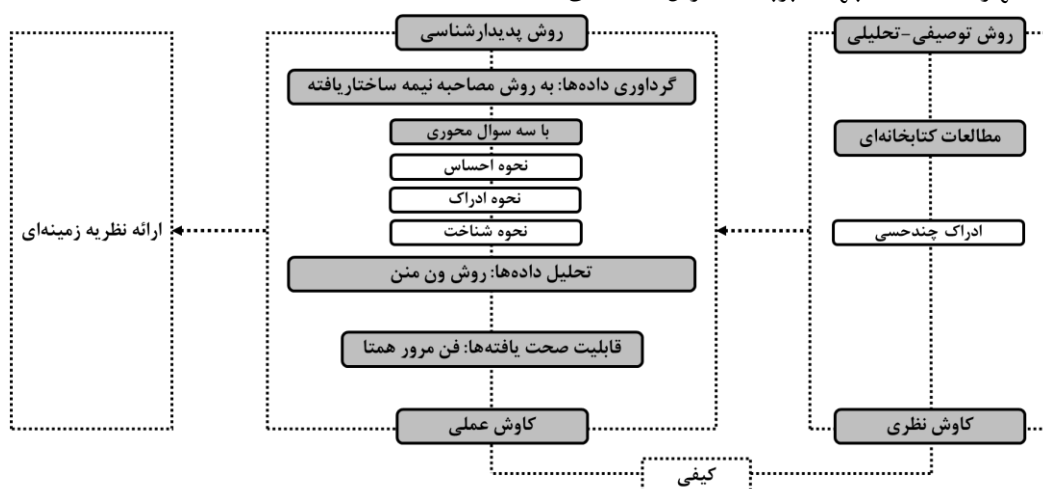 روش توصیفی-تحلیلی
مطالعات کتابخانه‌ای
ادراک چندحسی
کاوش نظری
روش پدیدارشناسی
گرداوری داده‌ها: به روش مصاحبه نیمه ساختاریافته
با سه سوال محوری
نحوه احساس
نحوه ادراک
نحوه شناخت
تحلیل داده‌ها: روش ون منن
قابلیت صحت یافته‌ها: فن مرور همتا
کاوش عملی
ارائه نظریه زمینه‌ای
کیفی